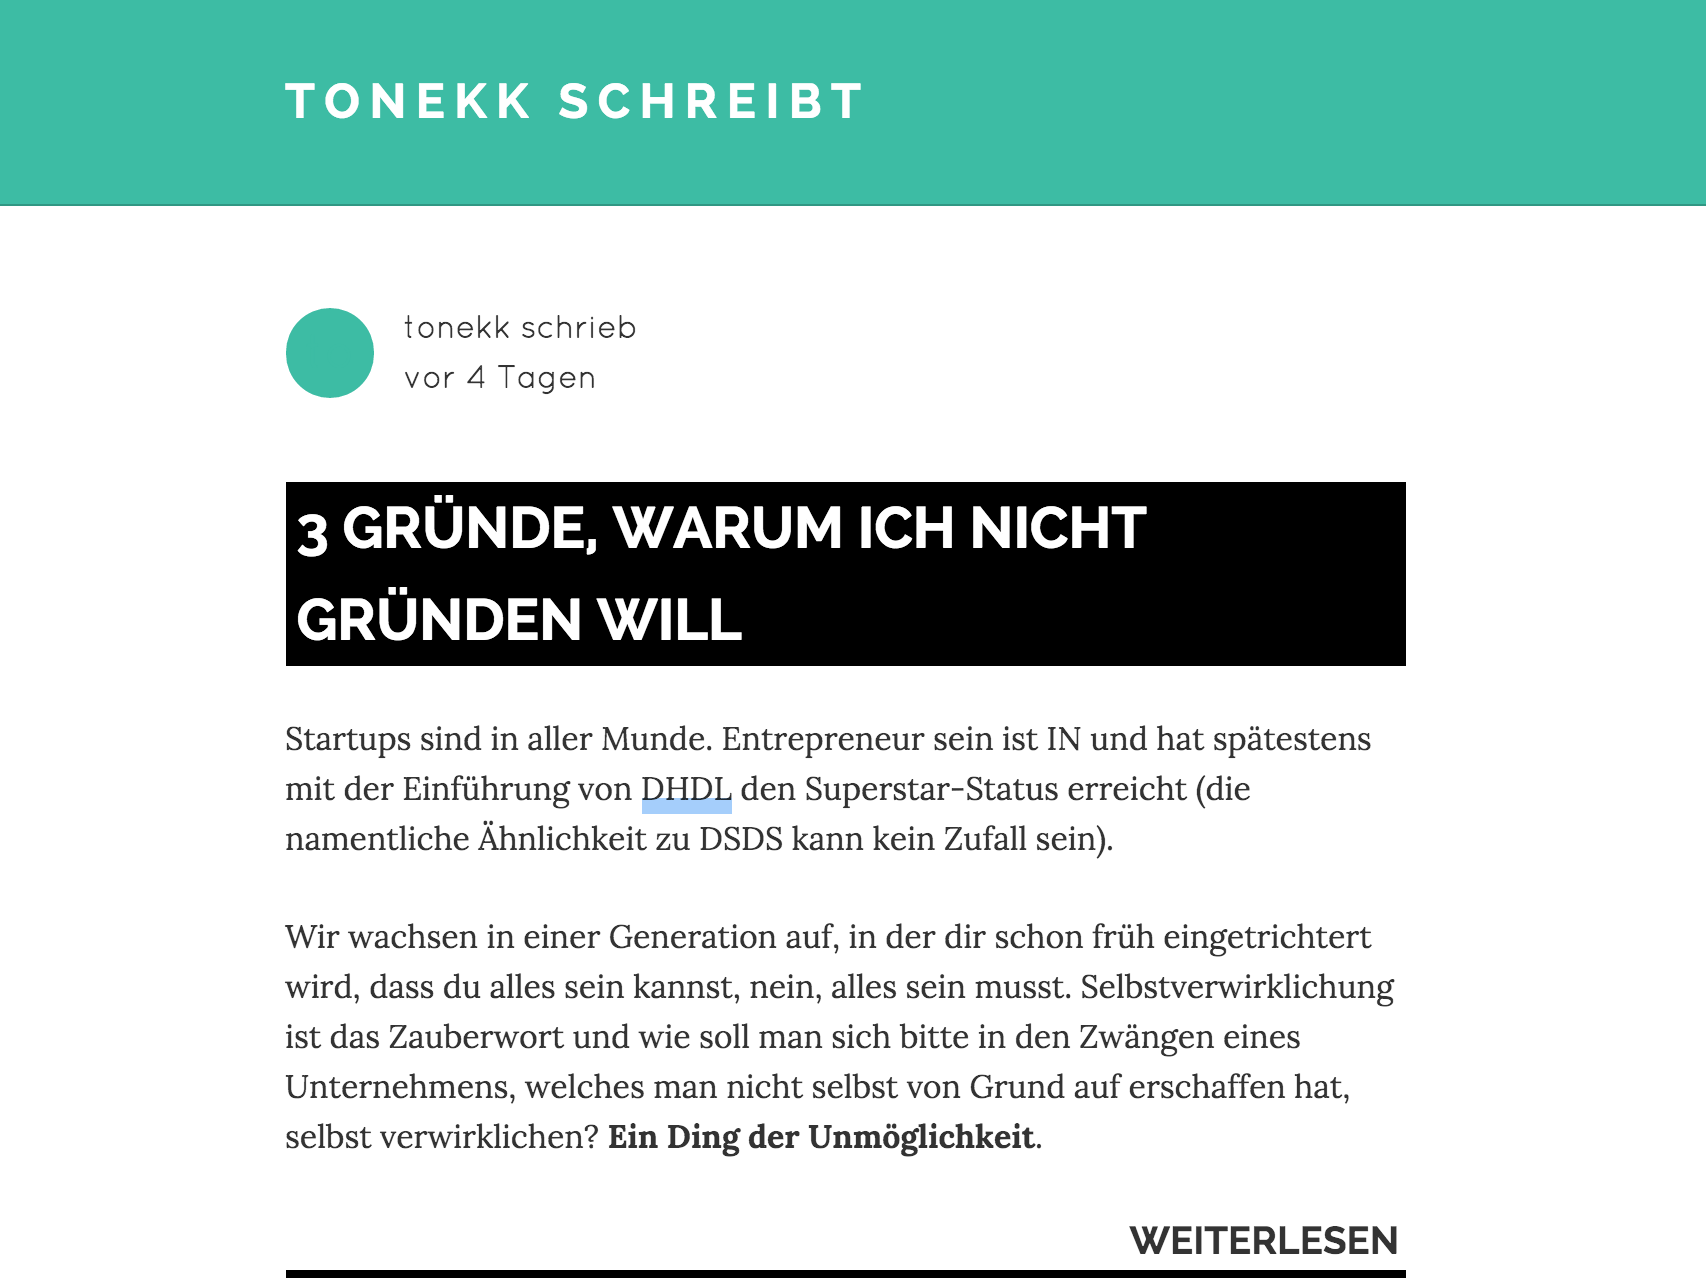 TONEKK SCHREIBT
tonekk schrieb
vor 4 Tagen
3 GRÜNDE, WARUM ICH NICHT
GRÜNDEN WILL
Startups sind in aller Munde. Entrepreneur sein ist IN und hat spätestens
mit der Einführung von DHDL den Superstar-Status erreicht (die
namentliche Ähnlichkeit zu DSDS kann kein Zufall sein).
Wir wachsen in einer Generation auf, in der dir schon früh eingetrichtert
wird, dass du alles sein kannst, nein, alles sein musst. Selbstverwirklichung
ist das Zauberwort und wie soll man sich bitte in den Zwängen eines
Unternehmens, welches man nicht selbst von Grund auf erschaffen hat,
selbst verwirklichen? Ein Ding der Unmöglichkeit.
WEITERLESEN